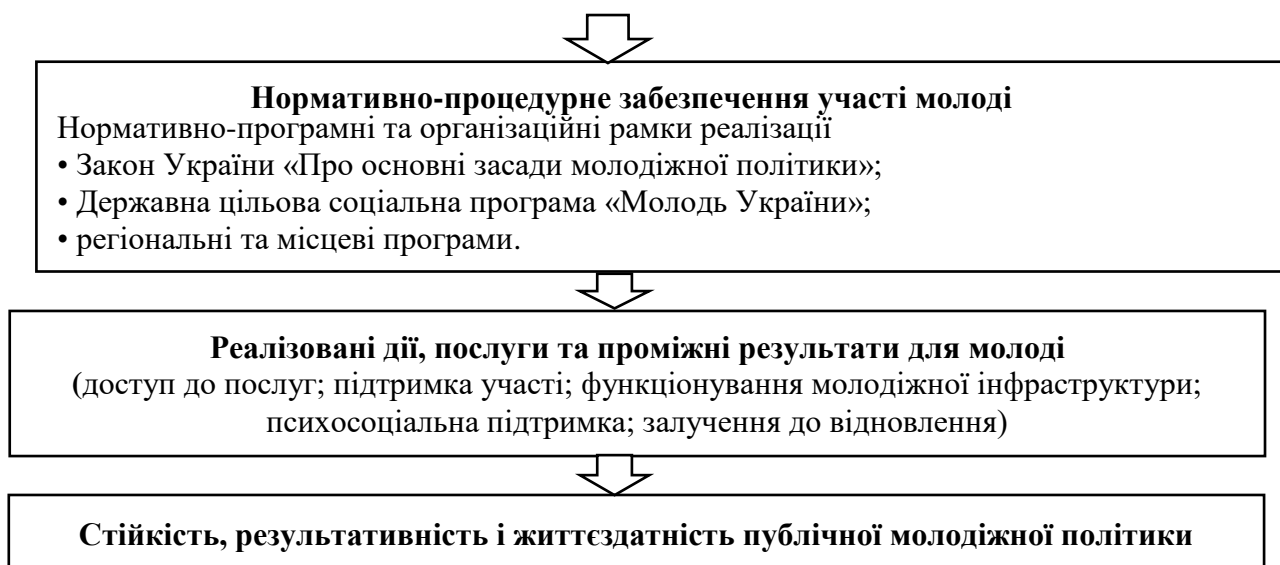 Нормативно-процедурне забезпечення участі молоді
Нормативно-програмні та організаційні рамки реалізації
• Закон України «Про основні засади молодіжної політики»;
• Державна цільова соціальна програма «Молодь України»;
• регіональні та місцеві програми.
Реалізовані дії, послуги та проміжні результати для молоді
(доступ до послуг; підтримка участі; функціонування молодіжної інфраструктури;
психосоціальна підтримка; залучення до відновлення)
Стійкість, результативність і життєздатність публічної молодіжної політики